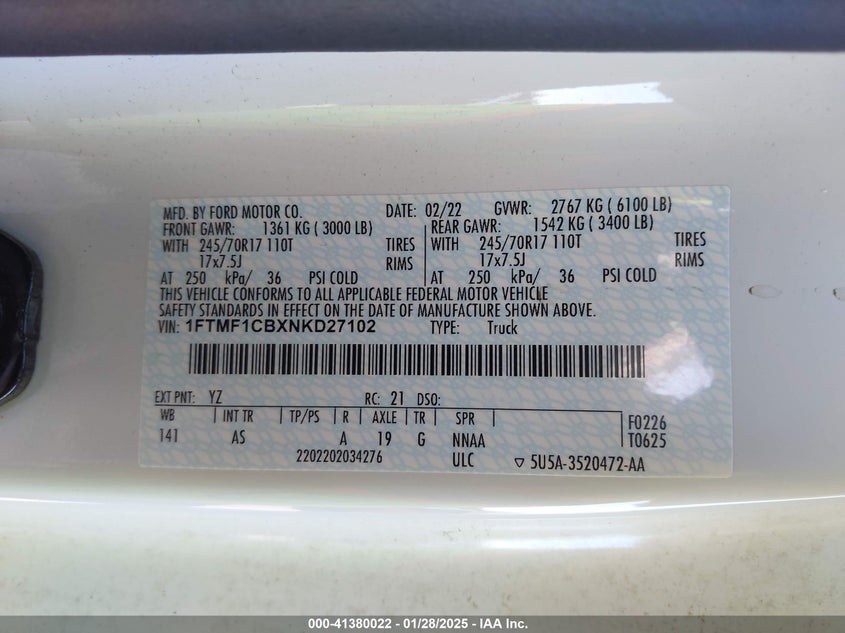 MFD. BY FORD MOTOR CO. DATE: 02/22 GVWR: 2767 KG ( 6100 LB)
FRONT GAWR: 1361 KG ( 3000 LB) REAR GAWR: 1542 KG ( 3400 LB)
WITH 245/70R17 110T TIRES WITH 245/70R17 110T TIRES
17x7.5J RIMS 17x7.5J RIMS
AT 250 kPa/ 36 PSI COLD AT 250 kPa/ 36 PSI COLD
THIS VEHICLE CONFORMS TO ALL APPLICABLE FEDERAL MOTOR VEHICLE
SAFETY STANDARDS IN EFFECT ON THE DATE OF MANUFACTURE SHOWN ABOVE.
VIN: 1FTMF1CBXNKD27102 TYPE: Truck
EXT PNT: YZ RC: 21 DSO:
WB INT TR TP/PS R AXLE TR SPR F0226
141 AS A 19 G NNAA T0625
2202202034276 ULC ▽ 5U5A-3520472-AA
000-41380022 - 01/28/2025 - IAA Inc.